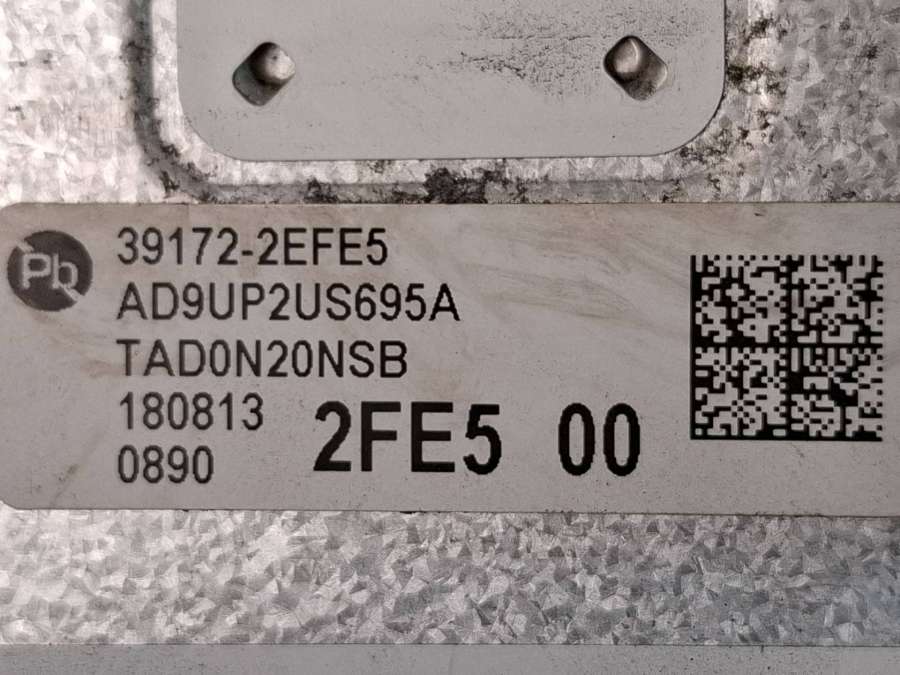 Pb
39172-2EFE5
AD9UP2US695A
TAD0N20NSB
180813
0890
2FE5 00